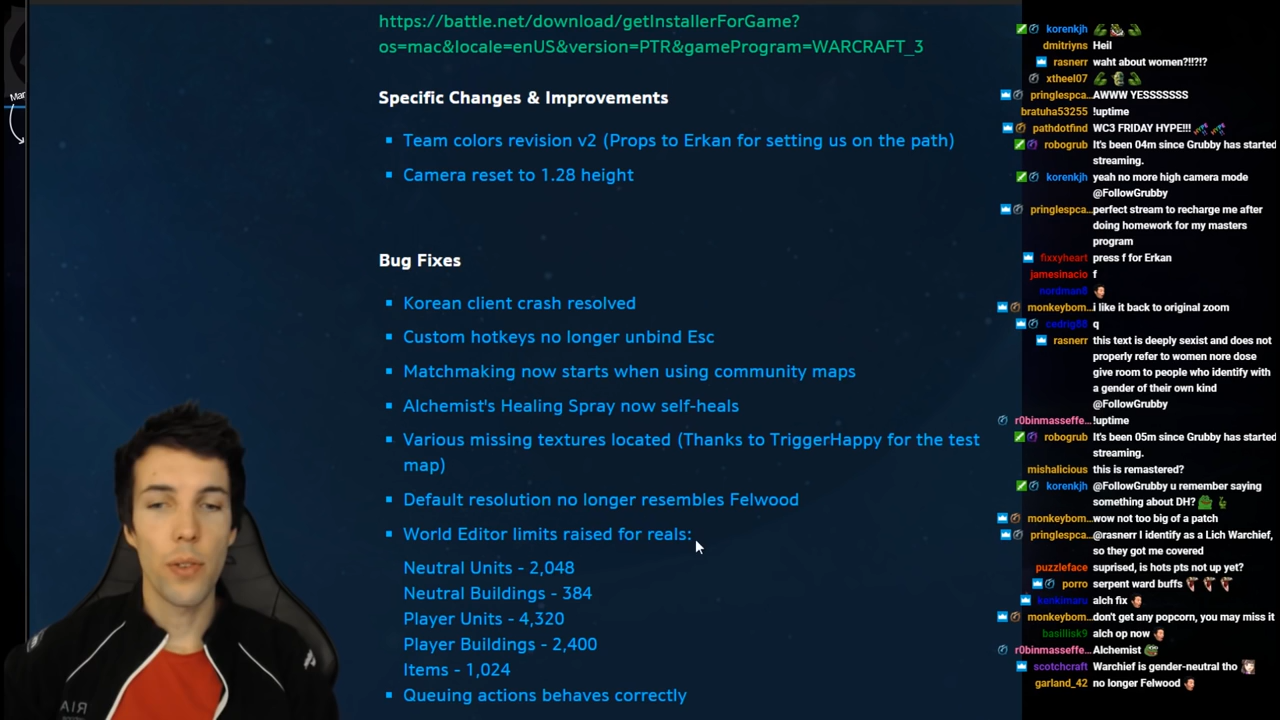 https://battle.net/download/getInstallerForGame?
os=mac&locale=enUS&version=PTR&gameProgram=WARCRAFT_3
Specific Changes & Improvements
Team colors revision v2 (Props to Erkan for setting us on the path)
Camera reset to 1.28 height
Bug Fixes
Korean client crash resolved
Custom hotkeys no longer unbind Esc
Matchmaking now starts when using community maps
Alchemist's Healing Spray now self-heals
Various missing textures located (Thanks to TriggerHappy for the test
map)
Default resolution no longer resembles Felwood
World Editor limits raised for reals:
Neutral Units - 2,048
Neutral Buildings - 384
Player Units - 4,320
Player Buildings - 2,400
Items - 1,024
Queuing actions behaves correctly
Mar
korenkjh
dmitriyns Heil
rasnerr waht about women?!!?!?
xtheel07
pringlespca... AWWW YESSSSSSS
bratuha53255 !uptime
pathdotfind WC3 FRIDAY HYPE!!!
robogrub It's been 04m since Grubby has started
streaming.
korenkjh yeah no more high camera mode
@FollowGrubby
pringlespca... perfect stream to recharge me after
doing homework for my masters
program
fixxyheart press f for Erkan
jamesinacio f
monkeybom... i like it back to original zoom
q
rasnerr this text is deeply sexist and does not
properly refer to women nore dose
give room to people who identify with
a gender of their own kind
@FollowGrubby
r0binmasseffe... !uptime
robogrub It's been 05m since Grubby has started
streaming.
mishalicious this is remastered?
korenkjh @FollowGrubby u remember saying
something about DH?
monkeybom... wow not too big of a patch
pringlespca... @rasnerr I identify as a Lich Warchief,
so they got me covered
puzzleface suprised, is hots pts not up yet?
porro serpent ward buffs
alch fix
monkeybom... don't get any popcorn, you may miss it
basillisk9 alch op now
r0binmasseffe... Alchemist
scotchcraft Warchief is gender-neutral tho
garland_42 no longer Felwood